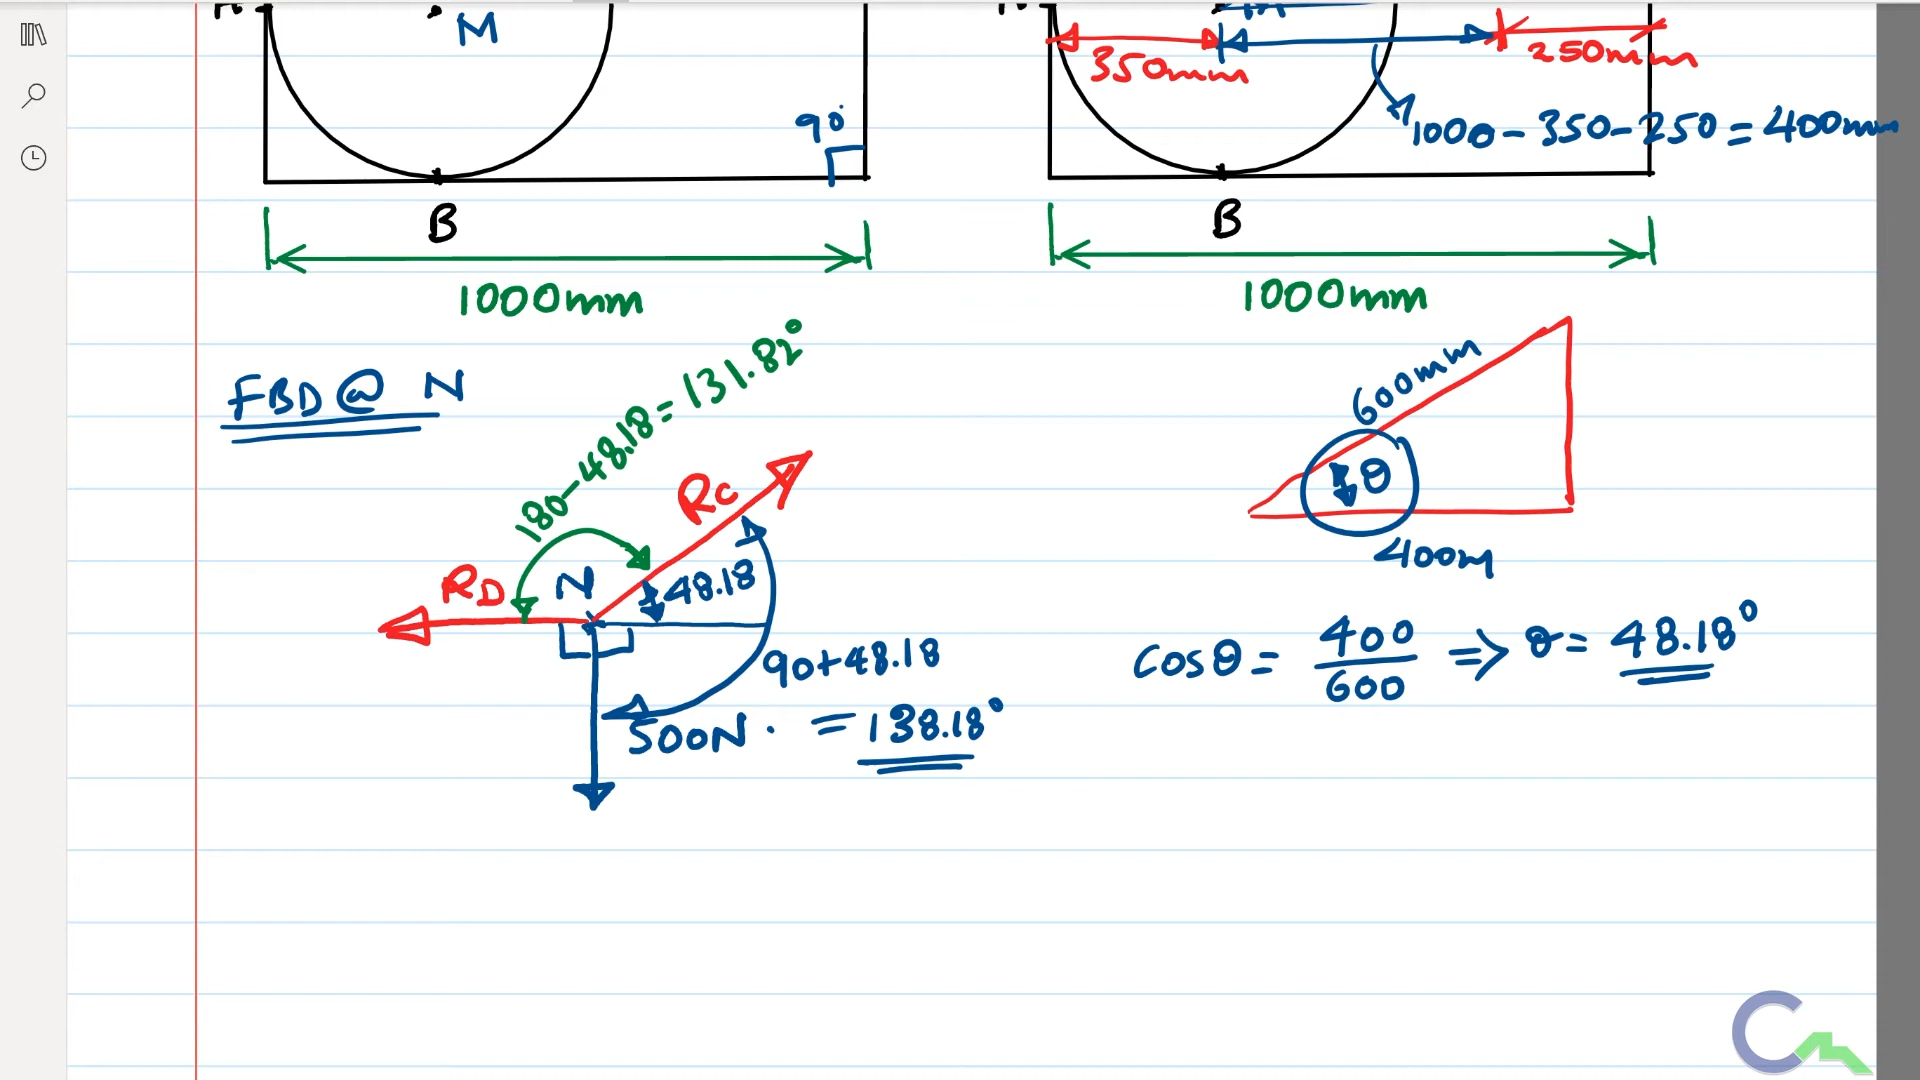 M
350mm
250mm
90°
1000 - 350 - 250 = 400mm
B
B
1000mm
1000mm
FBD @ N
180 - 48.18 = 131.82°
RC
RD
N
48.18
90+48.18
= 138.18°
500N
600mm
θ
400m
cosθ = 400/600 ⇒ θ = 48.18°